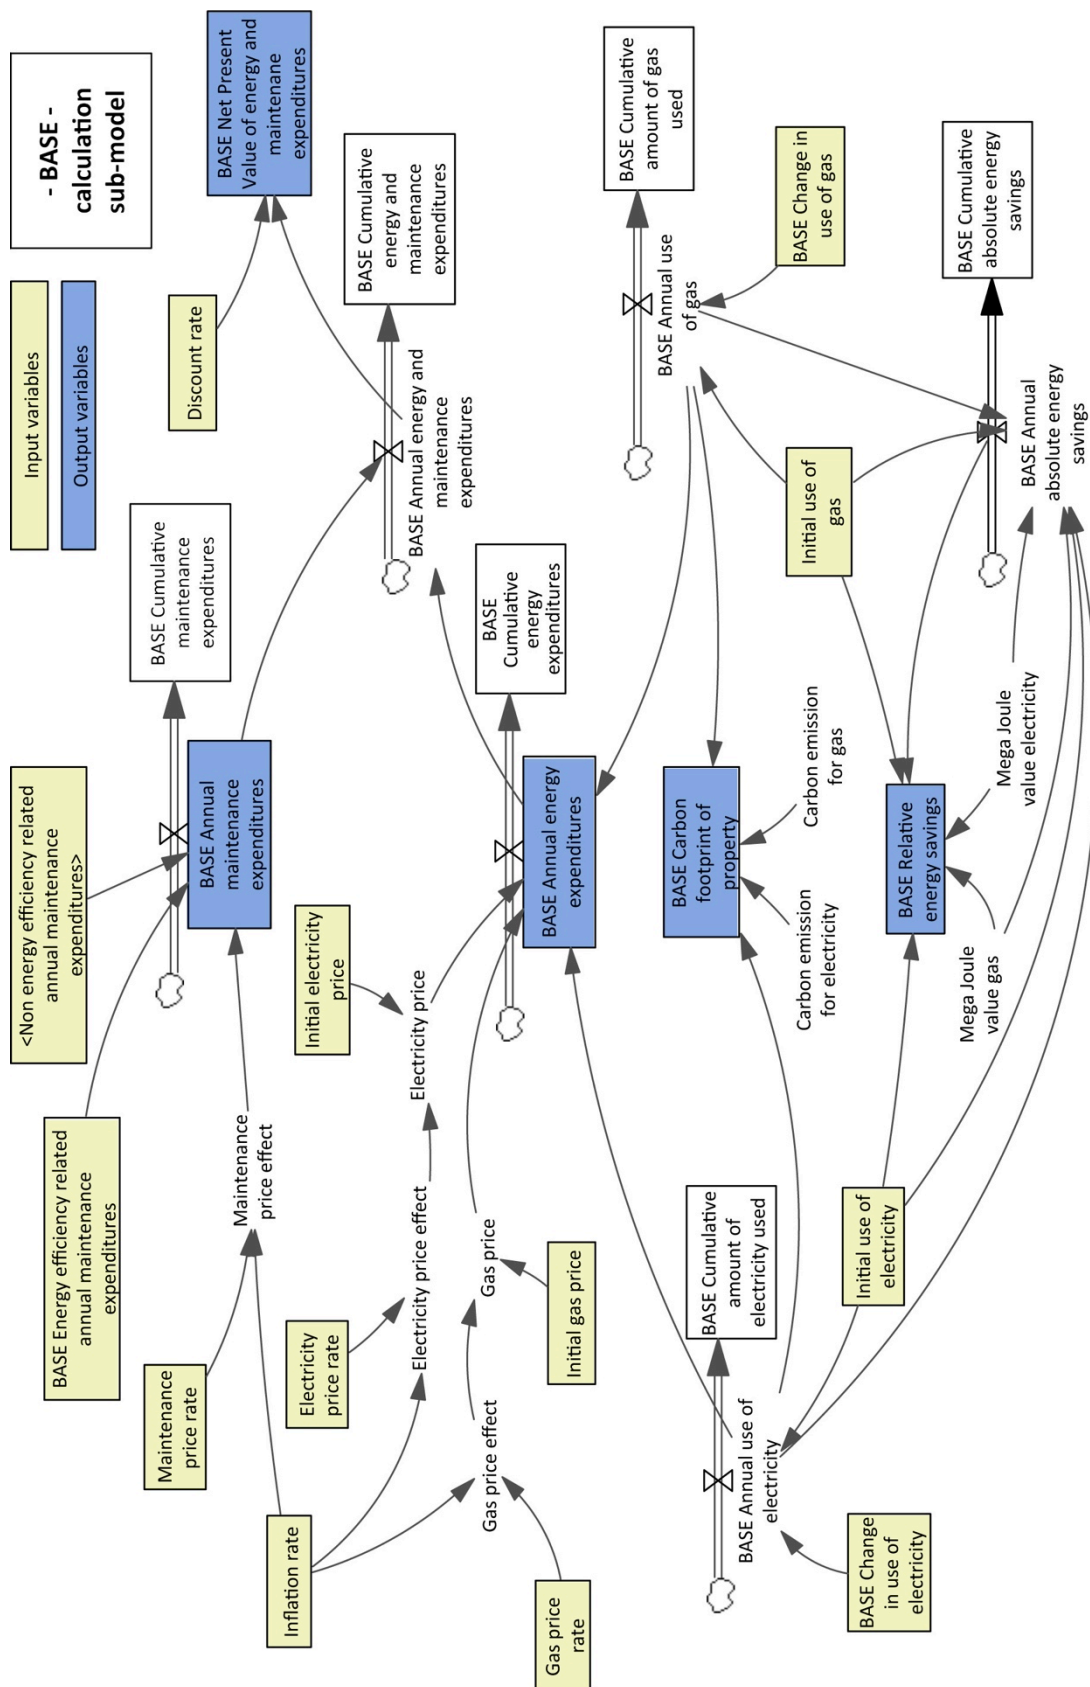 - BASE -
calculation
sub-model
Input variables
Output variables
<Non energy efficiency related
annual maintenance
expenditures>
BASE Energy efficiency related
annual maintenance
expenditures
Maintenance
price rate
Inflation rate
Maintenance
price effect
BASE Annual
maintenance
expenditures
BASE Cumulative
maintenance
expenditures
Discount rate
BASE Net Present
Value of energy and
maintenane
expenditures
BASE Cumulative
energy and
maintenance
expenditures
BASE Annual energy and
maintenance
expenditures
Initial electricity
price
Electricity
price rate
Electricity price effect
Electricity price
Gas price
rate
Gas price effect
Gas price
Initial gas price
BASE
Cumulative
energy
expenditures
BASE Annual energy
expenditures
BASE Cumulative
amount of gas
used
BASE Annual use
of gas
BASE Change in
use of gas
Initial use of
gas
BASE Carbon
footprint of
property
Carbon emission
for electricity
Carbon emission
for gas
BASE Cumulative
amount of
electricity used
BASE Annual use of
electricity
BASE Change
in use of
electricity
Initial use of
electricity
BASE Relative
energy savings
Mega Joule
value gas
Mega Joule
value electricity
BASE Annual
absolute energy
savings
BASE Cumulative
absolute energy
savings